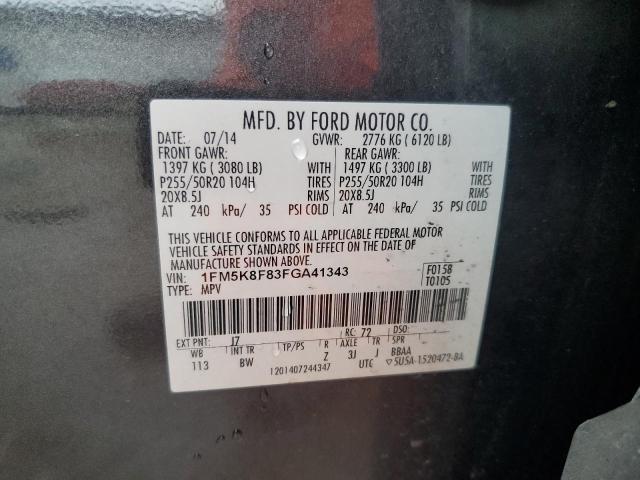 MFD. BY FORD MOTOR CO.
DATE: 07/14 GVWR: 2776 KG ( 6120 LB)
FRONT GAWR: REAR GAWR:
1397 KG ( 3080 LB) WITH 1497 KG ( 3300 LB) WITH
P255/50R20 104H TIRES P255/50R20 104H TIRES
20X8.5J RIMS 20X8.5J RIMS
AT 240 kPa/ 35 PSI COLD AT 240 kPa/ 35 PSI COLD
THIS VEHICLE CONFORMS TO ALL APPLICABLE FEDERAL MOTOR
VEHICLE SAFETY STANDARDS IN EFFECT ON THE DATE OF
MANUFACTURE SHOWN ABOVE.
VIN: 1FM5K8F83FGA41343 F0158
TYPE: MPV T0105
EXT PNT: J7 RC: 72 DSO:
WB INT TR TP/PS R AXLE TR SPR
113 BW Z 3J J BBAA
1201407244347 UTC ▽5USA-1520472-BA